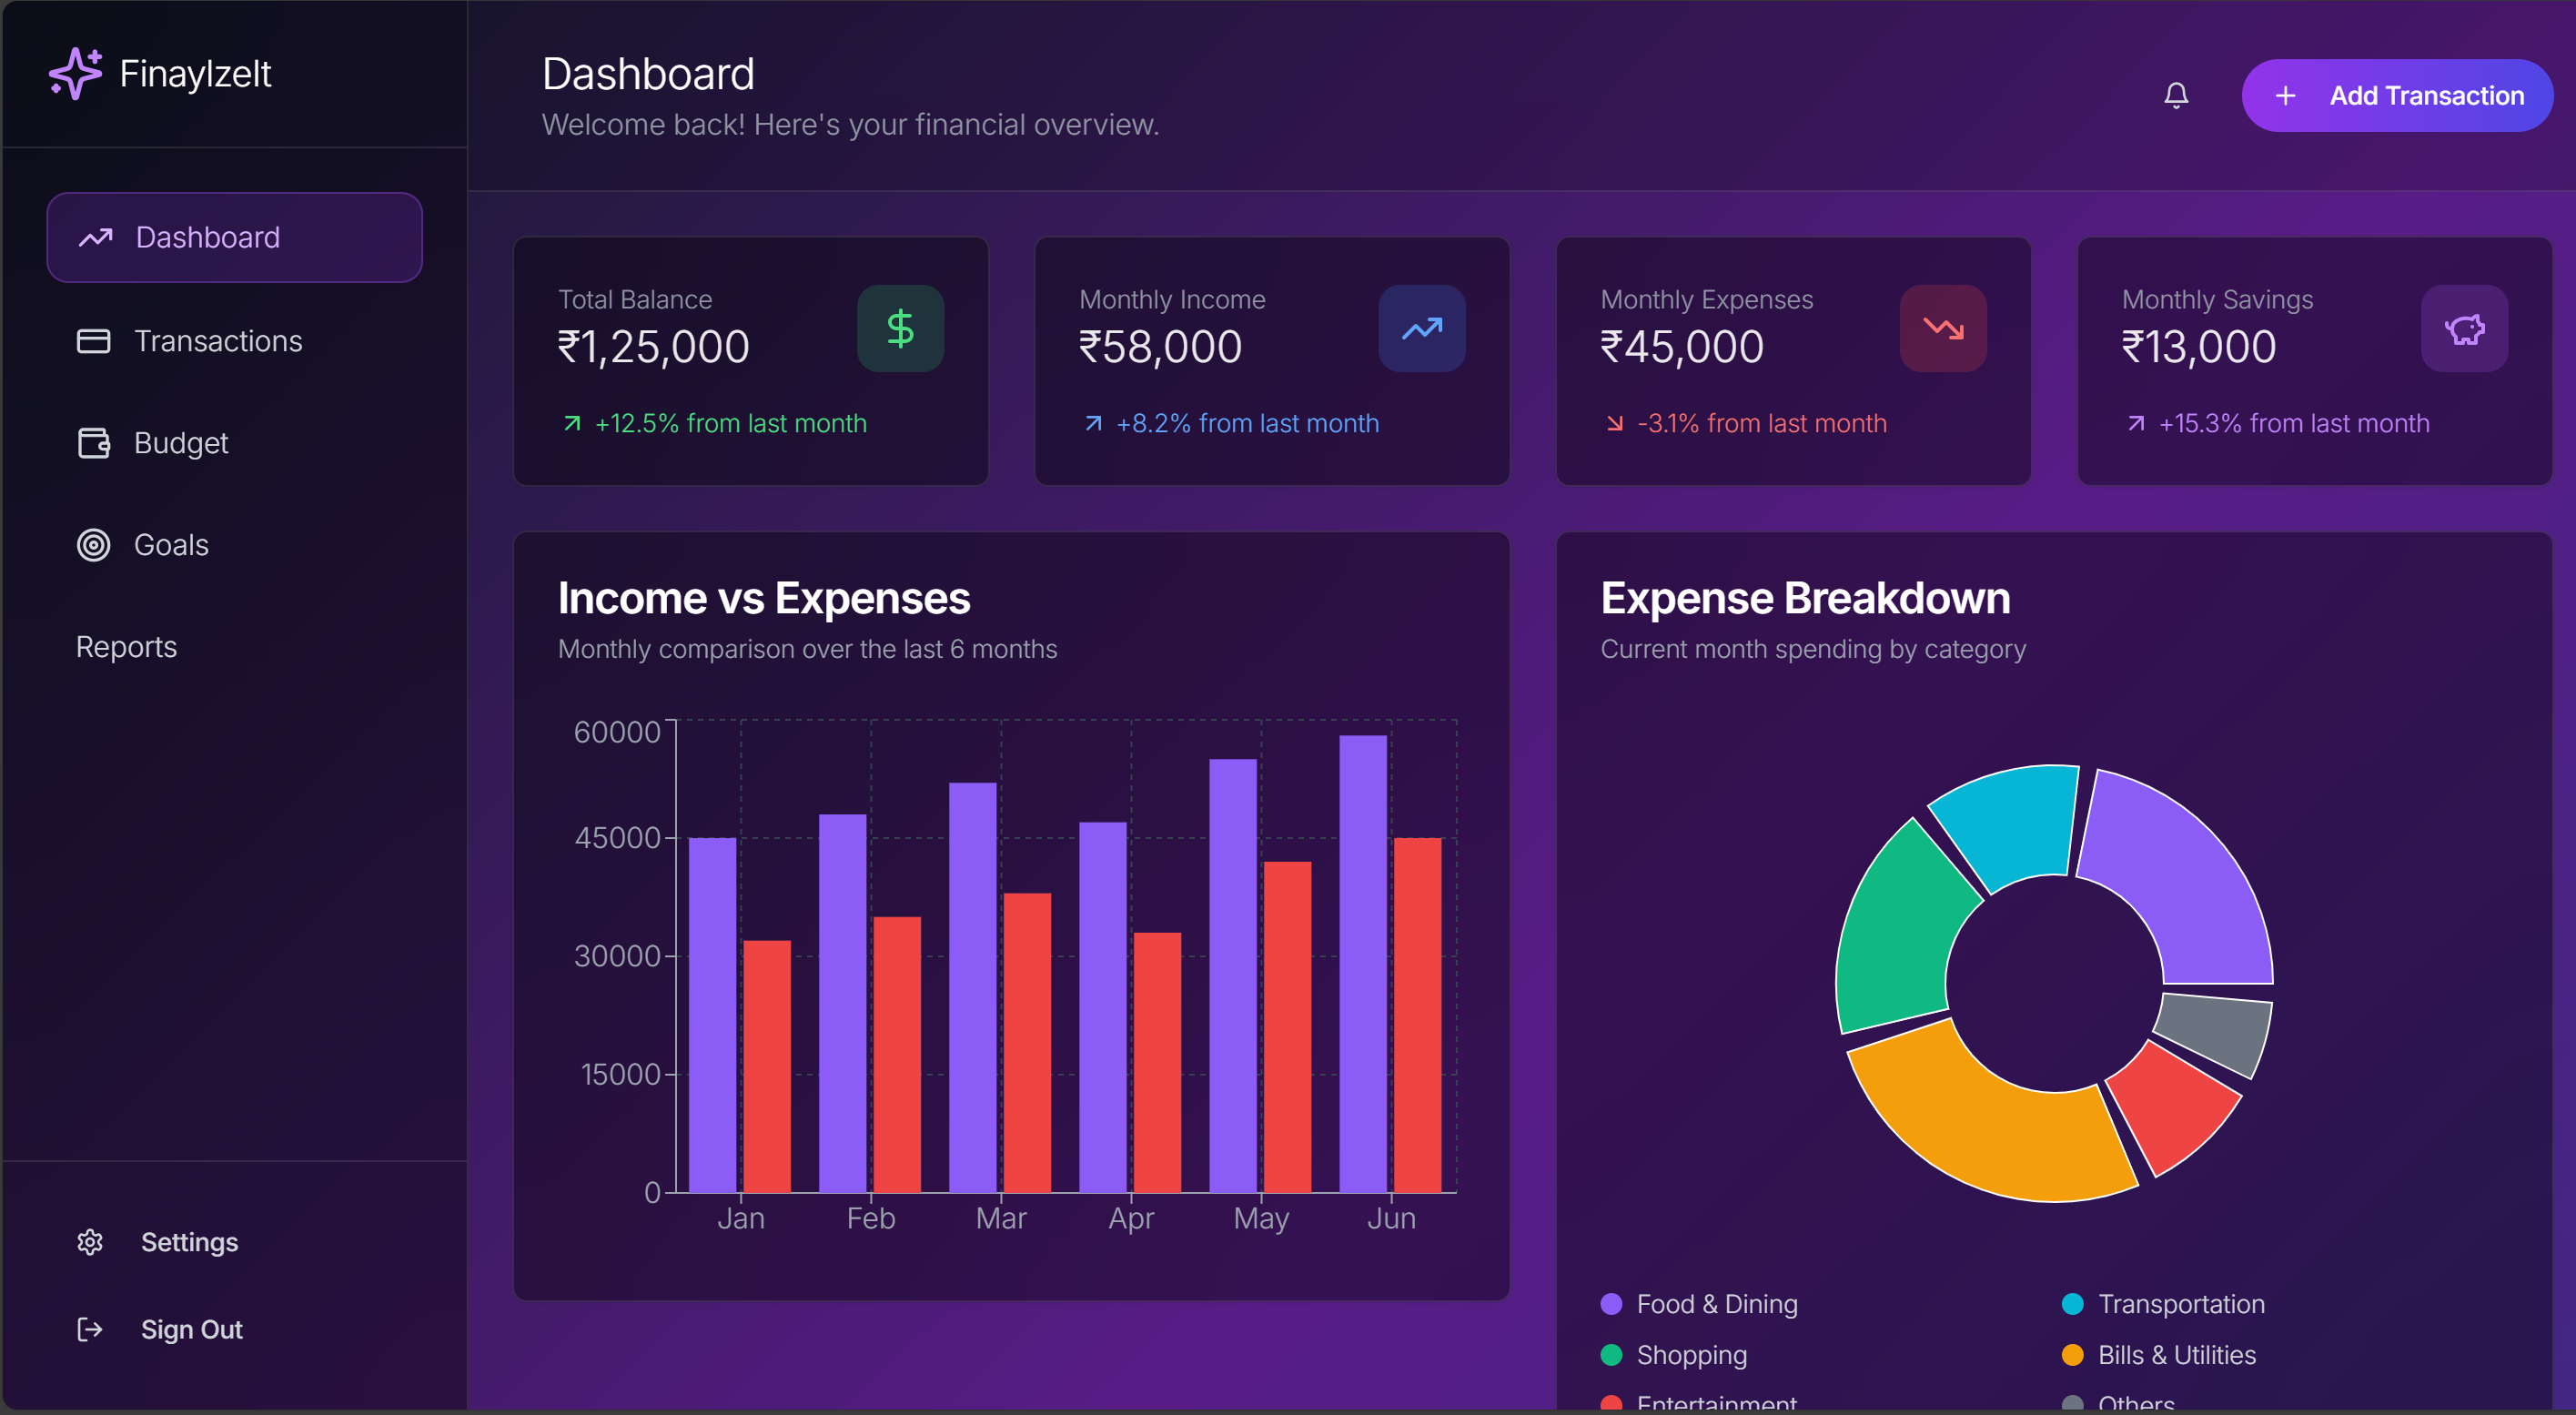 FinayIzeIt
Dashboard
Transactions
Budget
Goals
Reports
Settings
Sign Out
Dashboard
Welcome back! Here's your financial overview.
Add Transaction
Total Balance
₹1,25,000
+12.5% from last month
Monthly Income
₹58,000
+8.2% from last month
Monthly Expenses
₹45,000
-3.1% from last month
Monthly Savings
₹13,000
+15.3% from last month
Income vs Expenses
Monthly comparison over the last 6 months
60000
45000
30000
15000
0
Jan Feb Mar Apr May Jun
Expense Breakdown
Current month spending by category
Food & Dining
Transportation
Shopping
Bills & Utilities
Entertainment
Others